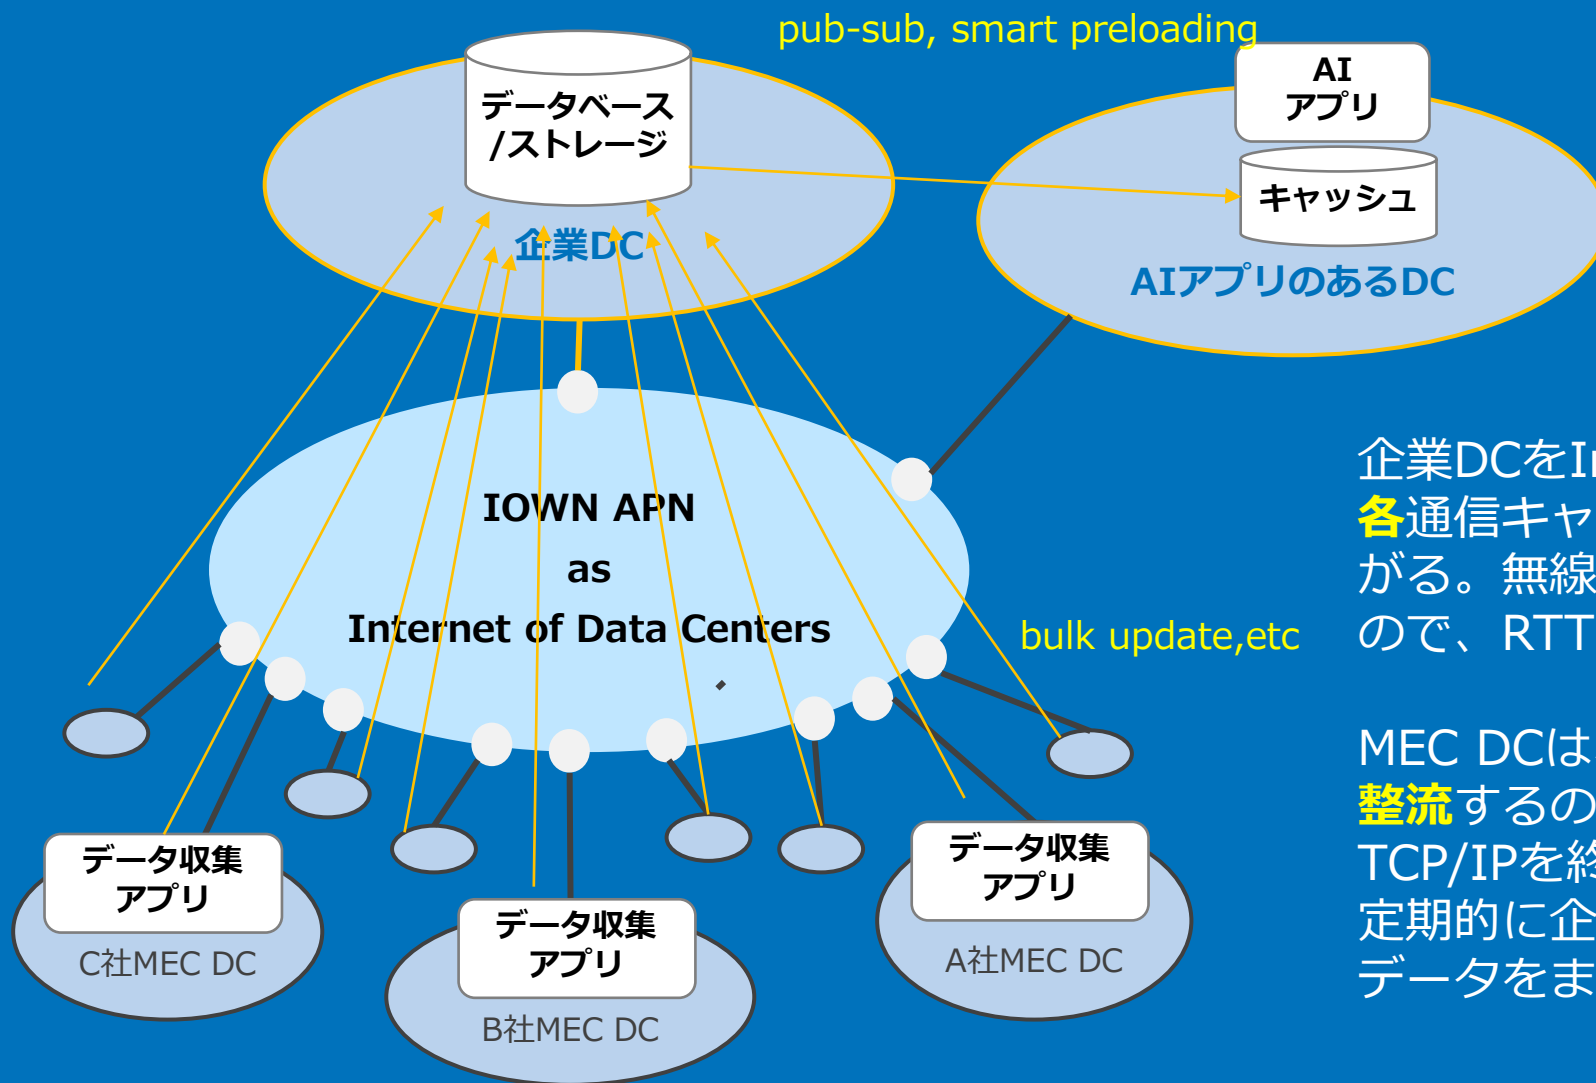 pub-sub, smart preloading
データベース
/ストレージ
企業DC
AI
アプリ
キャッシュ
AIアプリのあるDC
IOWN APN
as
Internet of Data Centers
bulk update,etc
企業DCをI
各通信キャ
がる。無線
ので、RTT
MEC DCは
整流するの
TCP/IPを終
定期的に企
データをま
データ収集
アプリ
C社MEC DC
データ収集
アプリ
B社MEC DC
データ収集
アプリ
A社MEC DC